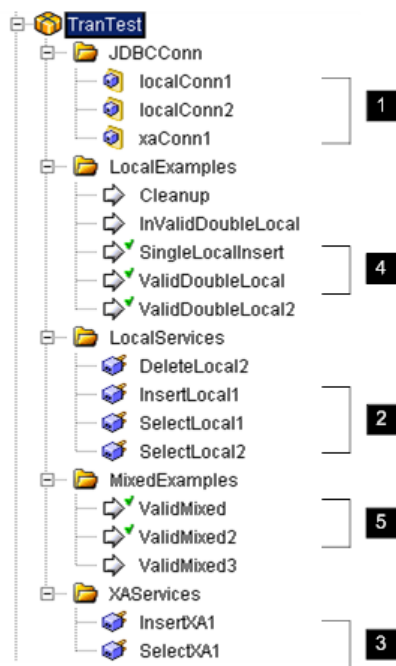 TranTest
JDBCConn
localConn1
localConn2
xaConn1
1
LocalExamples
Cleanup
InValidDoubleLocal
SingleLocalInsert
ValidDoubleLocal
ValidDoubleLocal2
4
LocalServices
DeleteLocal2
InsertLocal1
SelectLocal1
SelectLocal2
2
MixedExamples
ValidMixed
ValidMixed2
ValidMixed3
5
XAServices
InsertXA1
SelectXA1
3